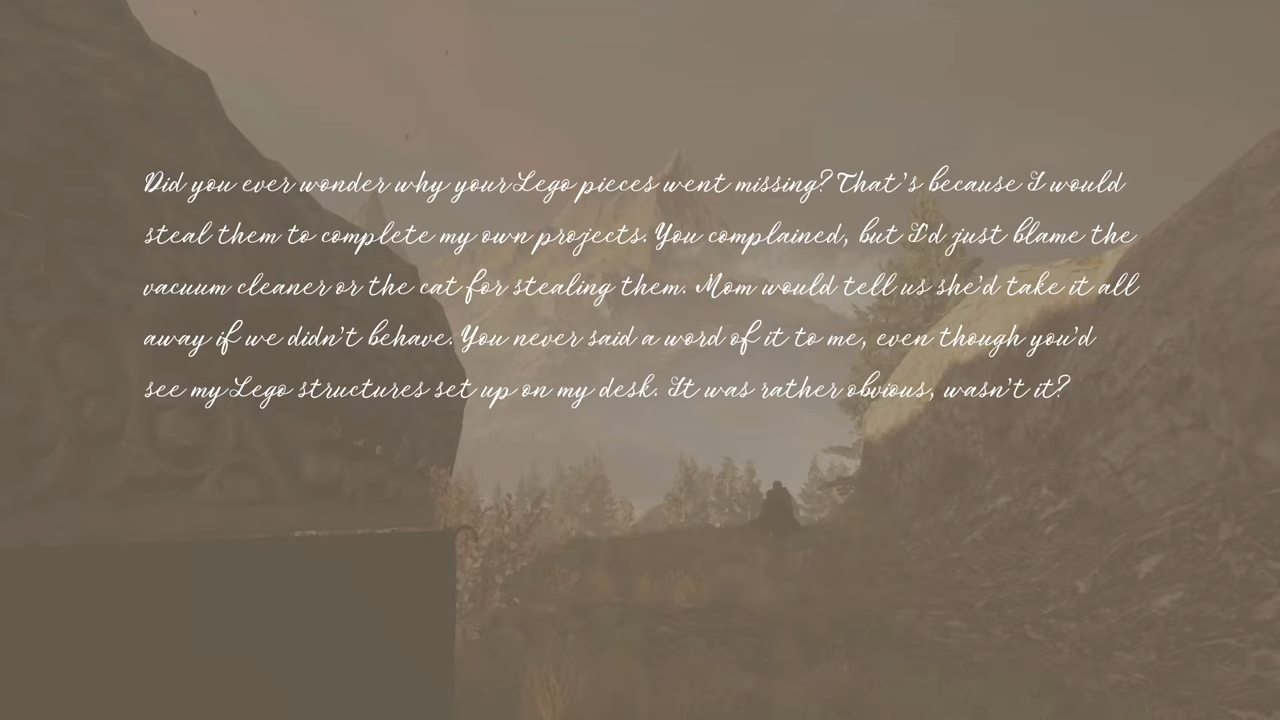 Did you ever wonder why your Lego pieces went missing? That's because I would
steal them to complete my own projects. You complained, but I'd just blame the
vacuum cleaner or the cat for stealing them. Mom would tell us she'd take it all
away if we didn't behave. You never said a word of it to me, even though you'd
see my Lego structures set up on my desk. It was rather obvious, wasn't it?